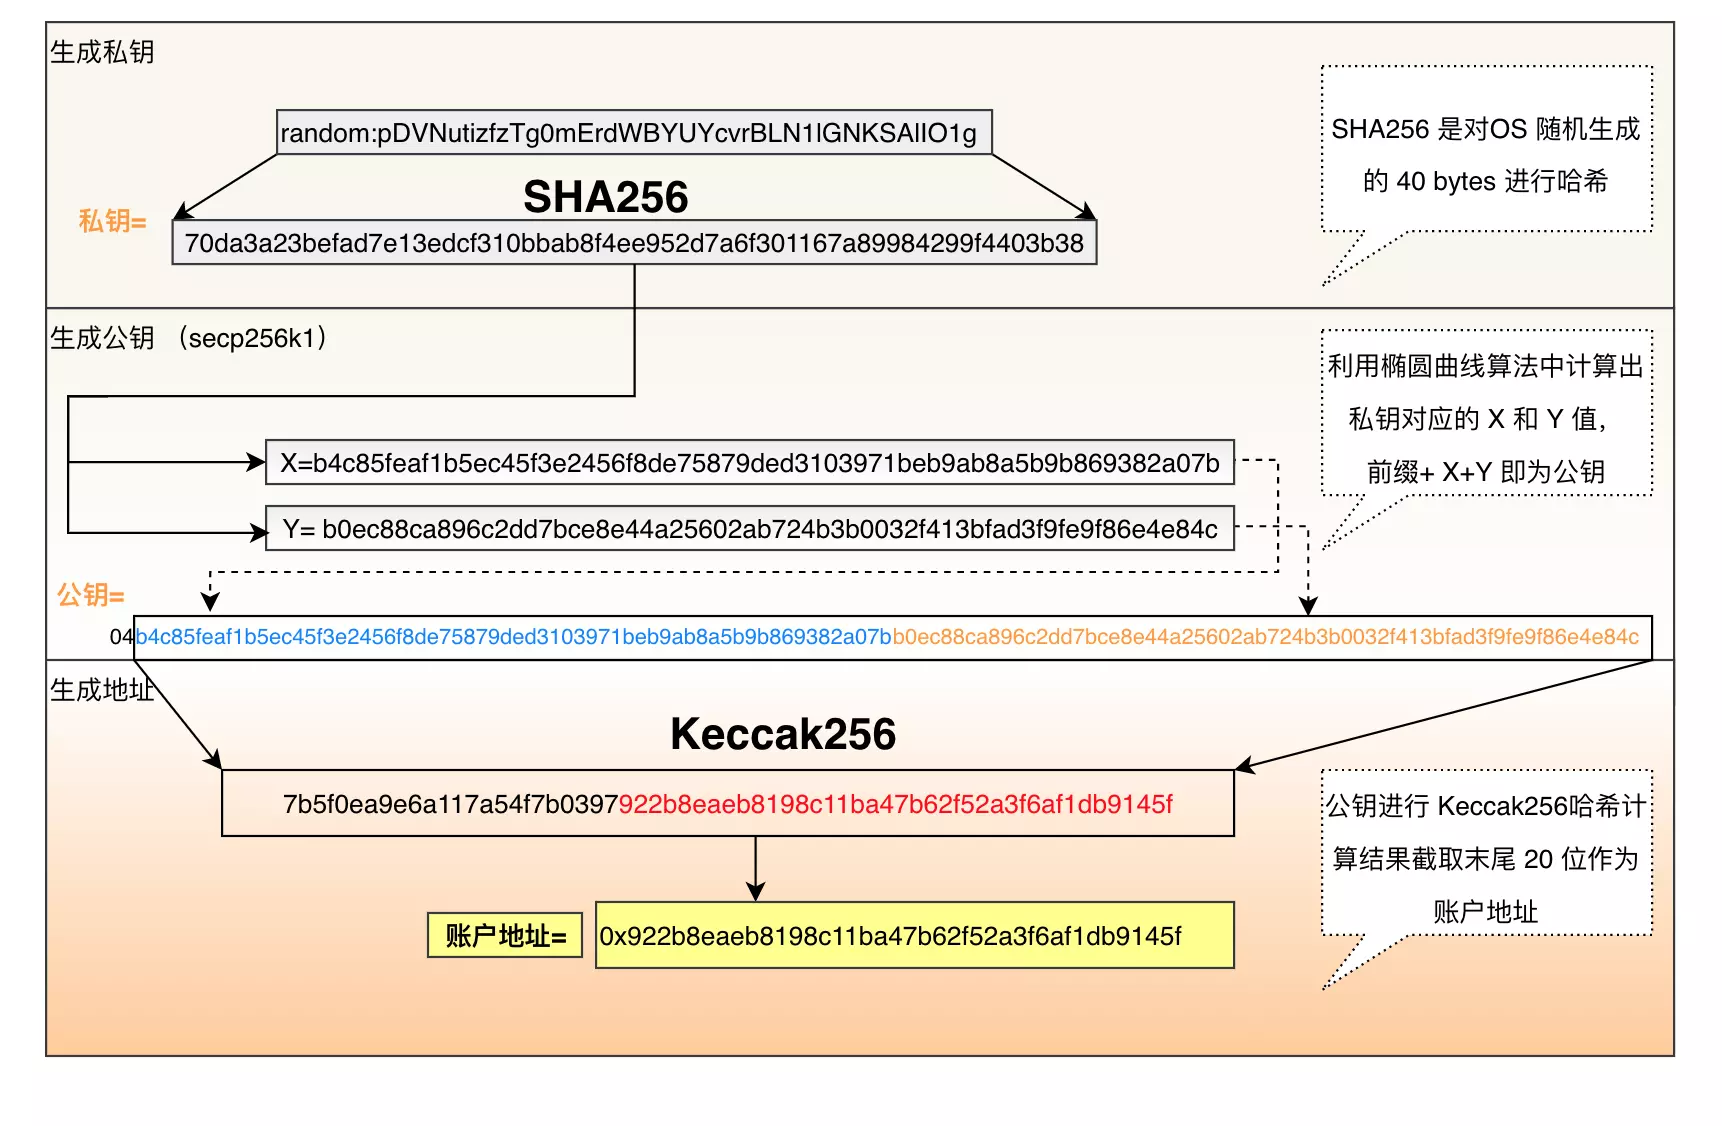 生成私钥
random:pDVNutizfzTg0mErdWBYUYcvrBLN1IGNKSAlIO1g
SHA256
私钥=
70da3a23befad7e13edcf310bbab8f4ee952d7a6f301167a89984299f4403b38
SHA256 是对OS 随机生成
的 40 bytes 进行哈希
生成公钥 （secp256k1）
X=b4c85feaf1b5ec45f3e2456f8de75879ded3103971beb9ab8a5b9b869382a07b
Y= b0ec88ca896c2dd7bce8e44a25602ab724b3b0032f413bfad3f9fe9f86e4e84c
利用椭圆曲线算法中计算出
私钥对应的 X 和 Y 值，
前缀+ X+Y 即为公钥
公钥=
04b4c85feaf1b5ec45f3e2456f8de75879ded3103971beb9ab8a5b9b869382a07bb0ec88ca896c2dd7bce8e44a25602ab724b3b0032f413bfad3f9fe9f86e4e84c
生成地址
Keccak256
7b5f0ea9e6a117a54f7b0397922b8eaeb8198c11ba47b62f52a3f6af1db9145f
账户地址=
0x922b8eaeb8198c11ba47b62f52a3f6af1db9145f
公钥进行 Keccak256哈希计
算结果截取末尾 20 位作为
账户地址